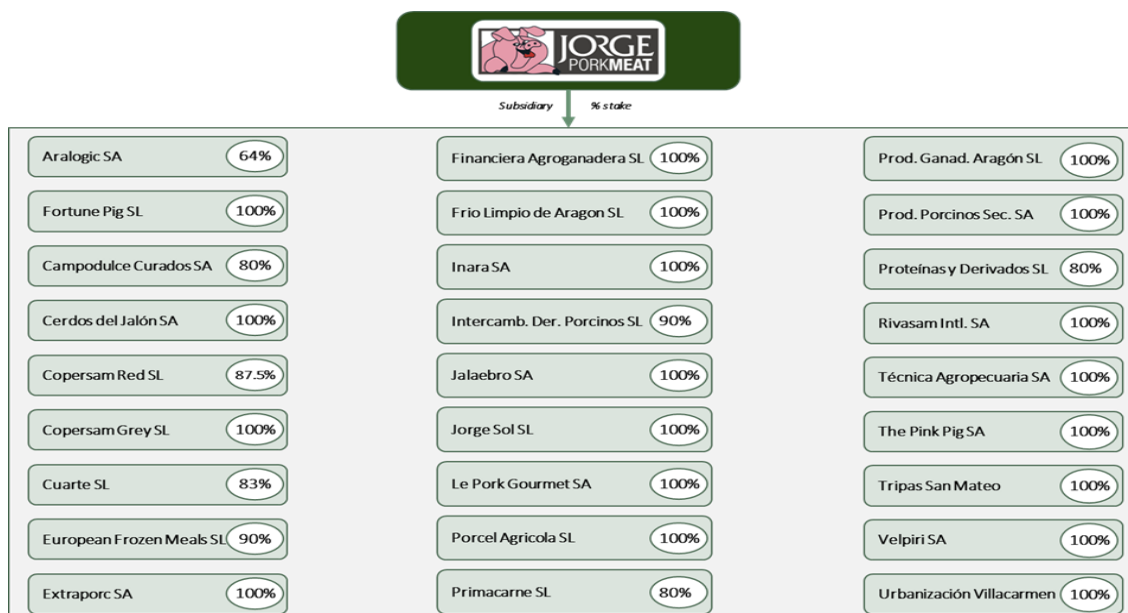 JORGE
PORKMEAT
Subsidiary % stake
Aralogic SA 64%
Fortune Pig SL 100%
Campodulce Curados SA 80%
Cerdos del Jalón SA 100%
Copersam Red SL 87.5%
Copersam Grey SL 100%
Cuarte SL 83%
European Frozen Meals SL 90%
Extraporc SA 100%
Financiera Agroganadera SL 100%
Frio Limpio de Aragon SL 100%
Inara SA 100%
Intercamb. Der. Porcinos SL 90%
Jalaebro SA 100%
Jorge Sol SL 100%
Le Pork Gourmet SA 100%
Porcel Agricola SL 100%
Primacarne SL 80%
Prod. Ganad. Aragón SL 100%
Prod. Porcinos Sec. SA 100%
Proteínas y Derivados SL 80%
Rivasam Intl. SA 100%
Técnica Agropecuaria SA 100%
The Pink Pig SA 100%
Tripas San Mateo 100%
Velpiri SA 100%
Urbanización Villacarmen 100%